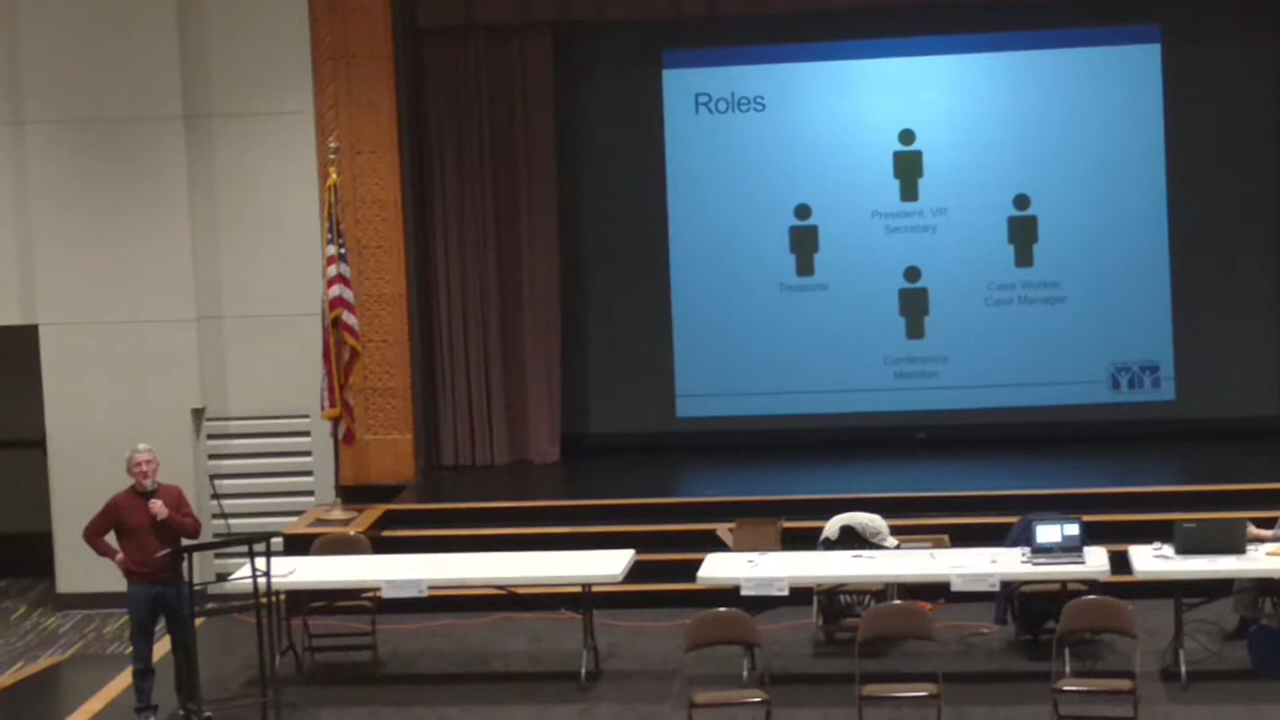 Roles
President, VP,
Secretary
Treasurer
Case Worker,
Case Manager
Conference
Member